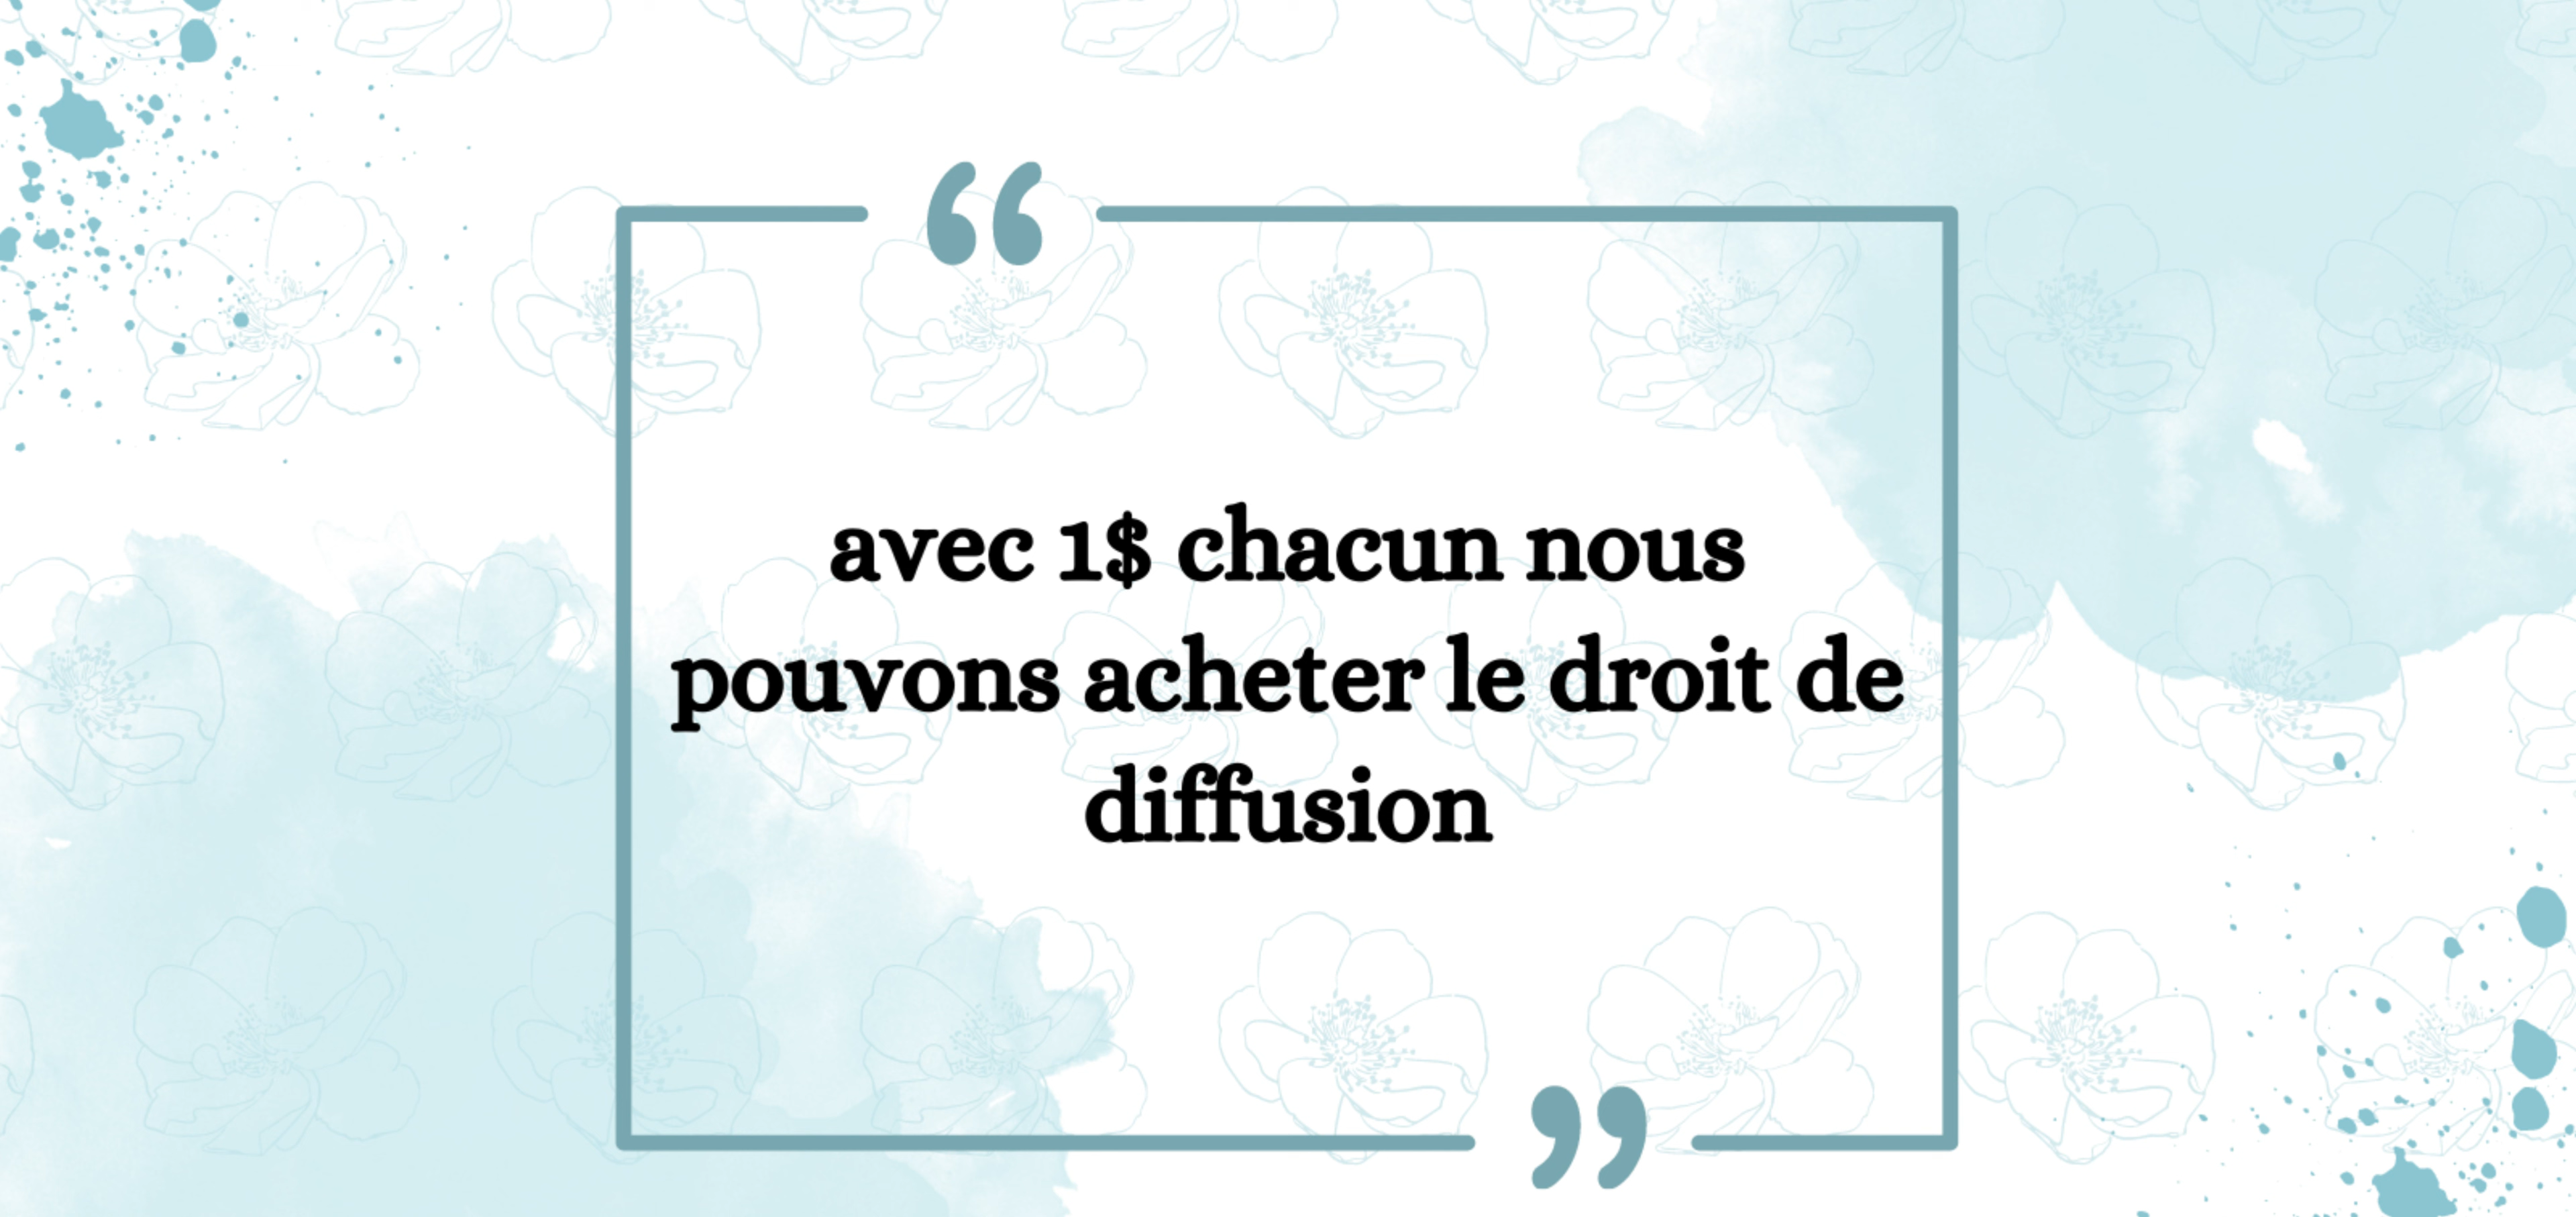 avec 1$ chacun nous
pouvons acheter le droit de
diffusion